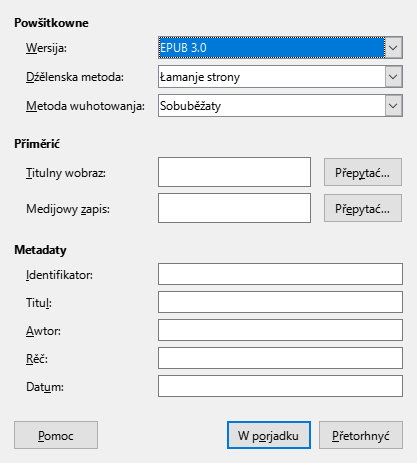 Powšitkowne
Wersija: EPUB 3.0
Dźělenska metoda: Łamanje strony
Metoda wuhotowanja: Sobuběžaty
Přiměrić
Titulny wobraz: Přepytać...
Medijowy zapis: Přepytać...
Metadaty
Identifikator:
Titul:
Awtor:
Rěč:
Datum:
Pomoc W porjadku Přetorhnyć